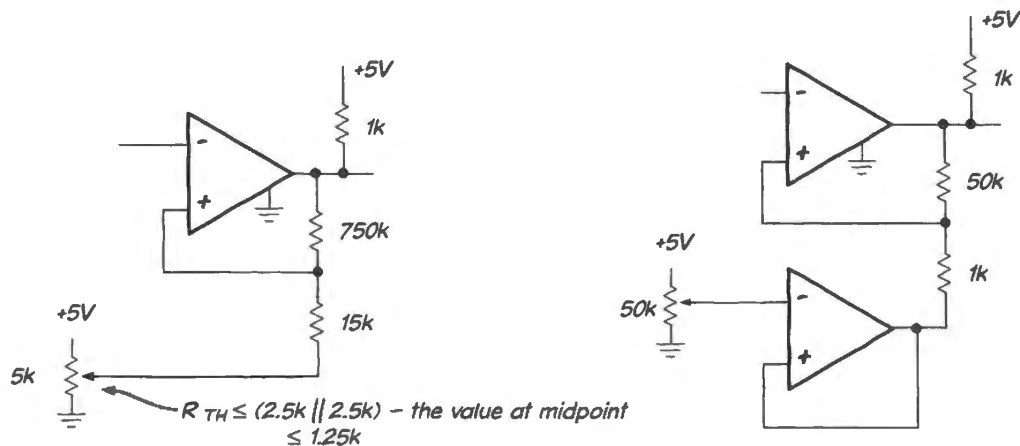 +5V
1k
-
+
750k
15k
+5V
5k
R TH ≤ (2.5k || 2.5k) – the value at midpoint
≤ 1.25k
+5V
1k
-
+
50k
1k
+5V
50k
-
+